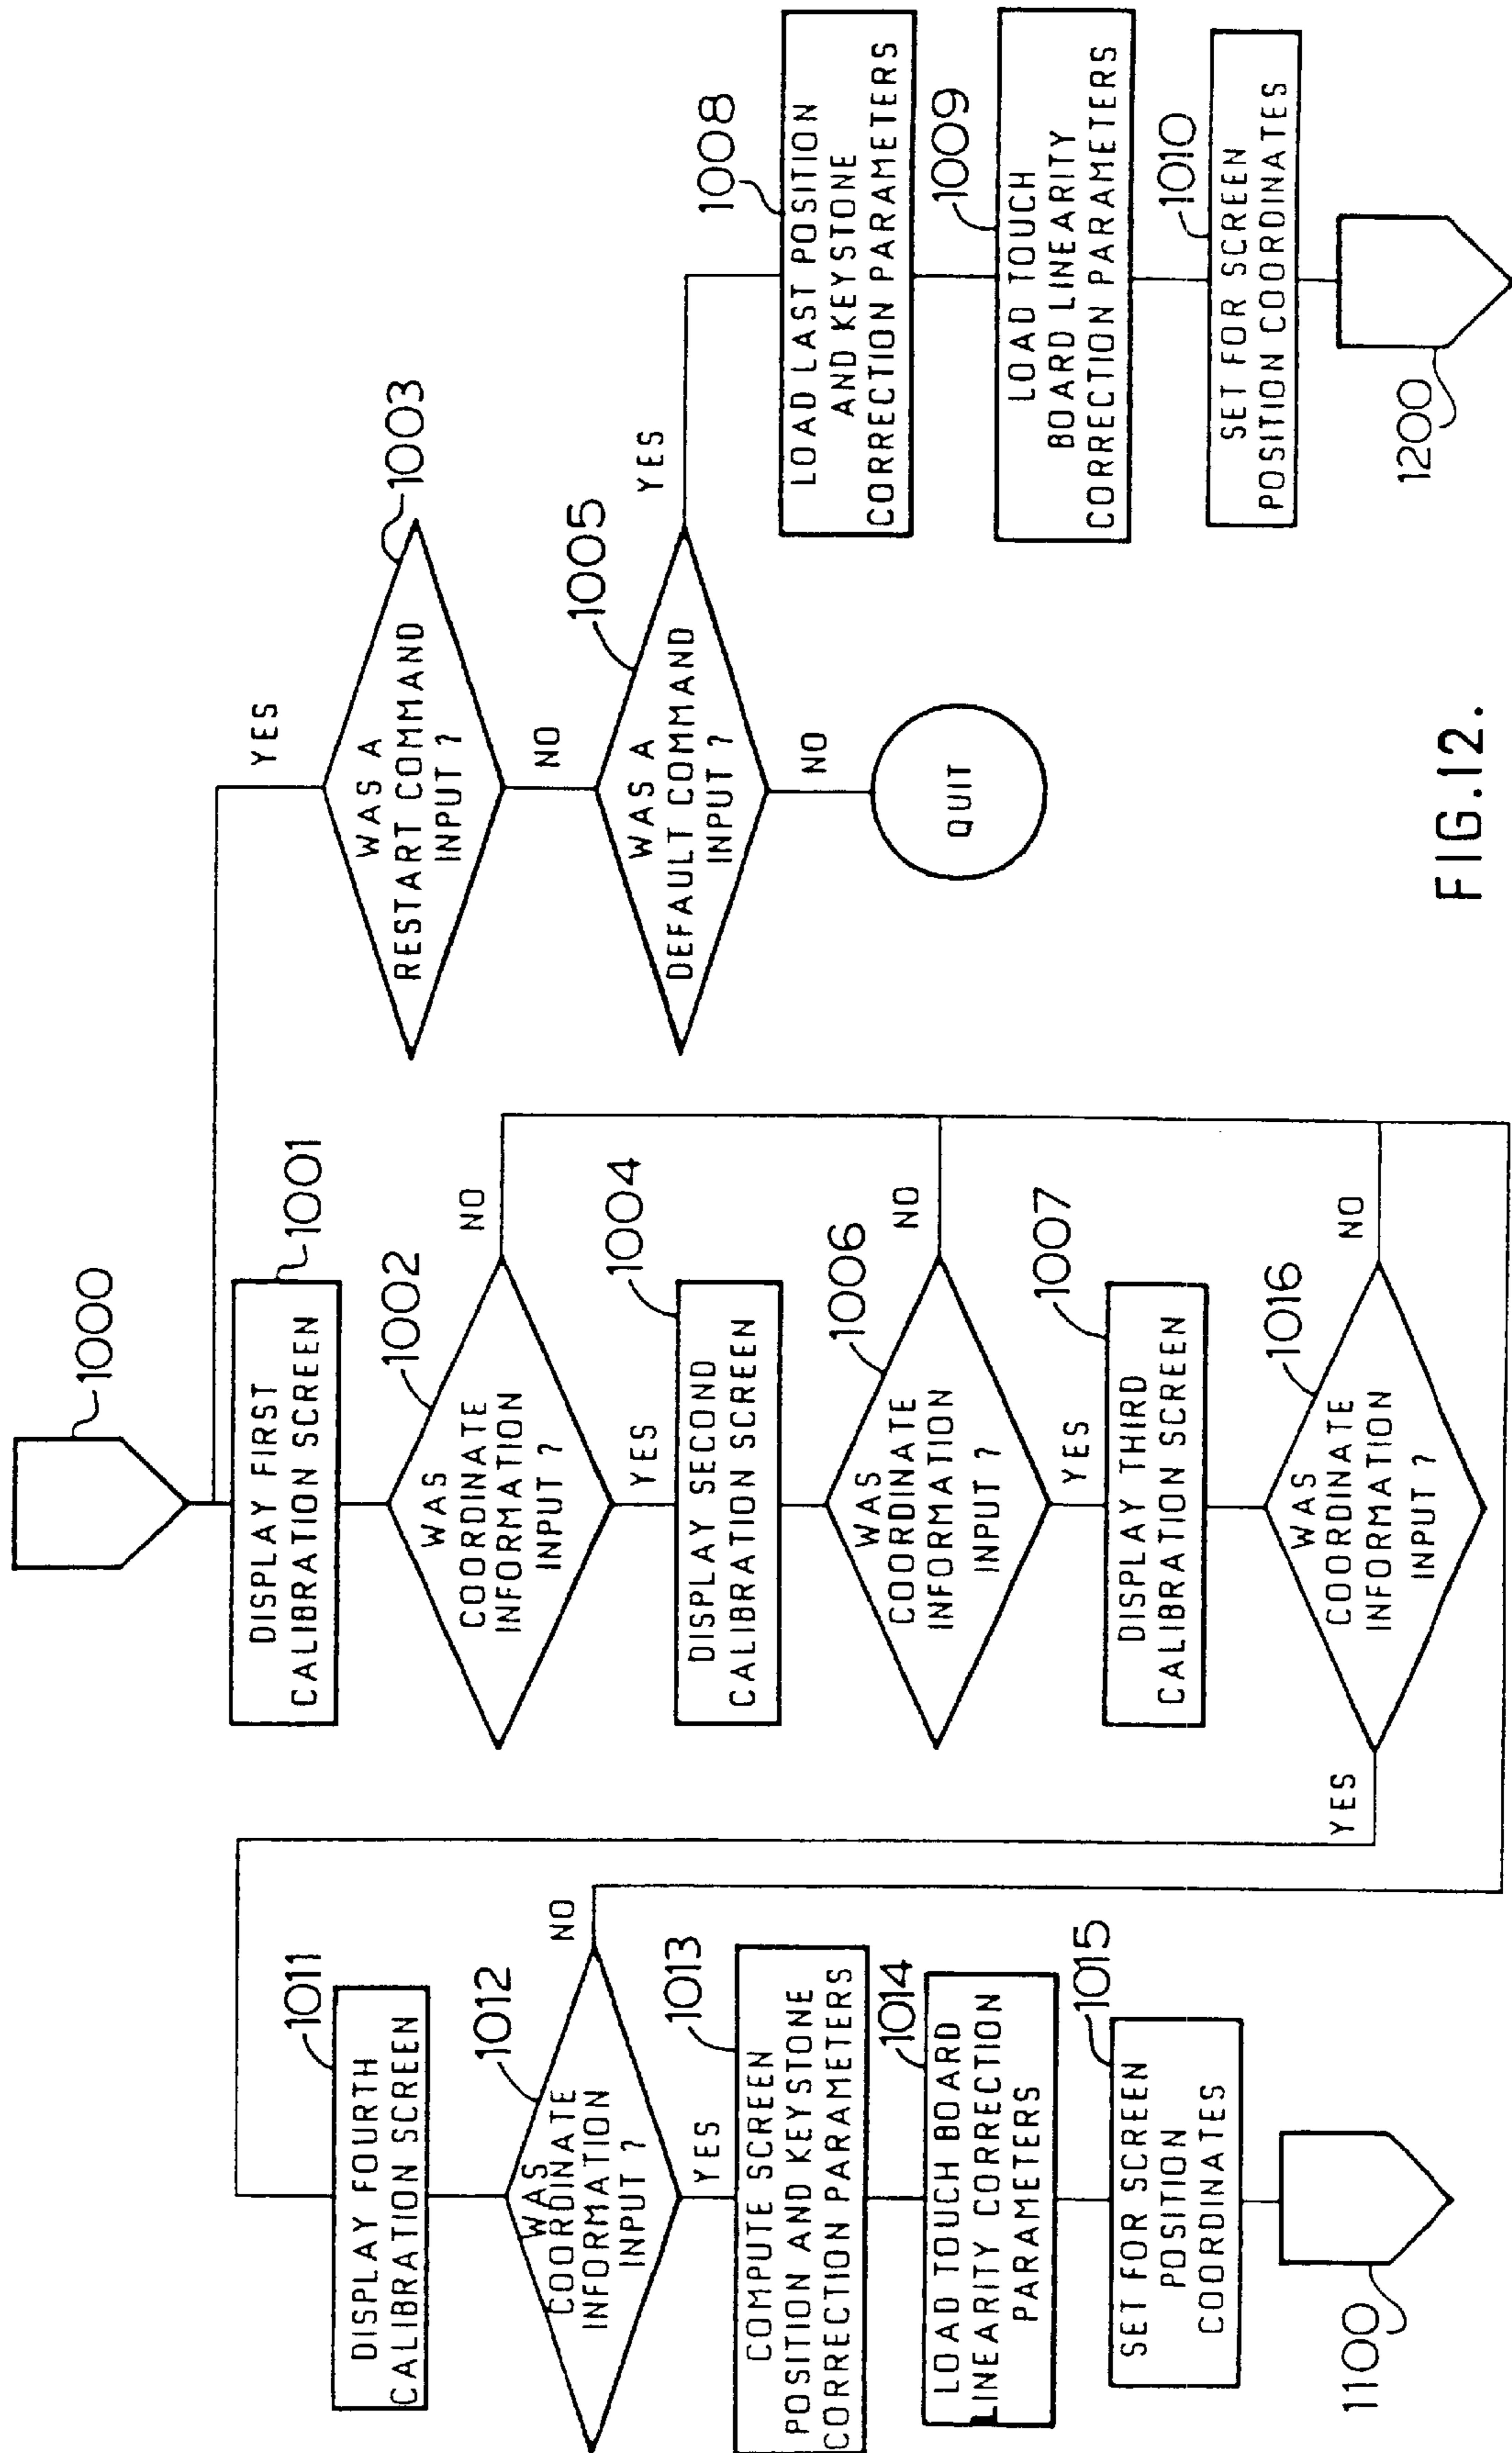 1000
DISPLAY FIRST
CALIBRATION SCREEN
1001
WAS
COORDINATE
INFORMATION
INPUT ?
1002
NO
YES
DISPLAY SECOND
CALIBRATION SCREEN
1004
WAS
COORDINATE
INFORMATION
INPUT ?
1006
NO
YES
DISPLAY THIRD
CALIBRATION SCREEN
1007
WAS
COORDINATE
INFORMATION
INPUT ?
1016
NO
YES
DISPLAY FOURTH
CALIBRATION SCREEN
1011
WAS
COORDINATE
INFORMATION
INPUT ?
1012
NO
YES
COMPUTE SCREEN
POSITION AND KEYSTONE
CORRECTION PARAMETERS
1013
LOAD TOUCH BOARD
LINEARITY CORRECTION
PARAMETERS
1014
SET FOR SCREEN
POSITION
COORDINATES
1015
1100
YES
WAS A
RESTART COMMAND
INPUT ?
1003
NO
WAS A
DEFAULT COMMAND
INPUT ?
1005
YES
NO
QUIT
LOAD LAST POSITION
AND KEYSTONE
CORRECTION PARAMETERS
1008
LOAD TOUCH
BOARD LINEARITY
CORRECTION PARAMETERS
1009
SET FOR SCREEN
POSITION COORDINATES
1010
1200
FIG.12.